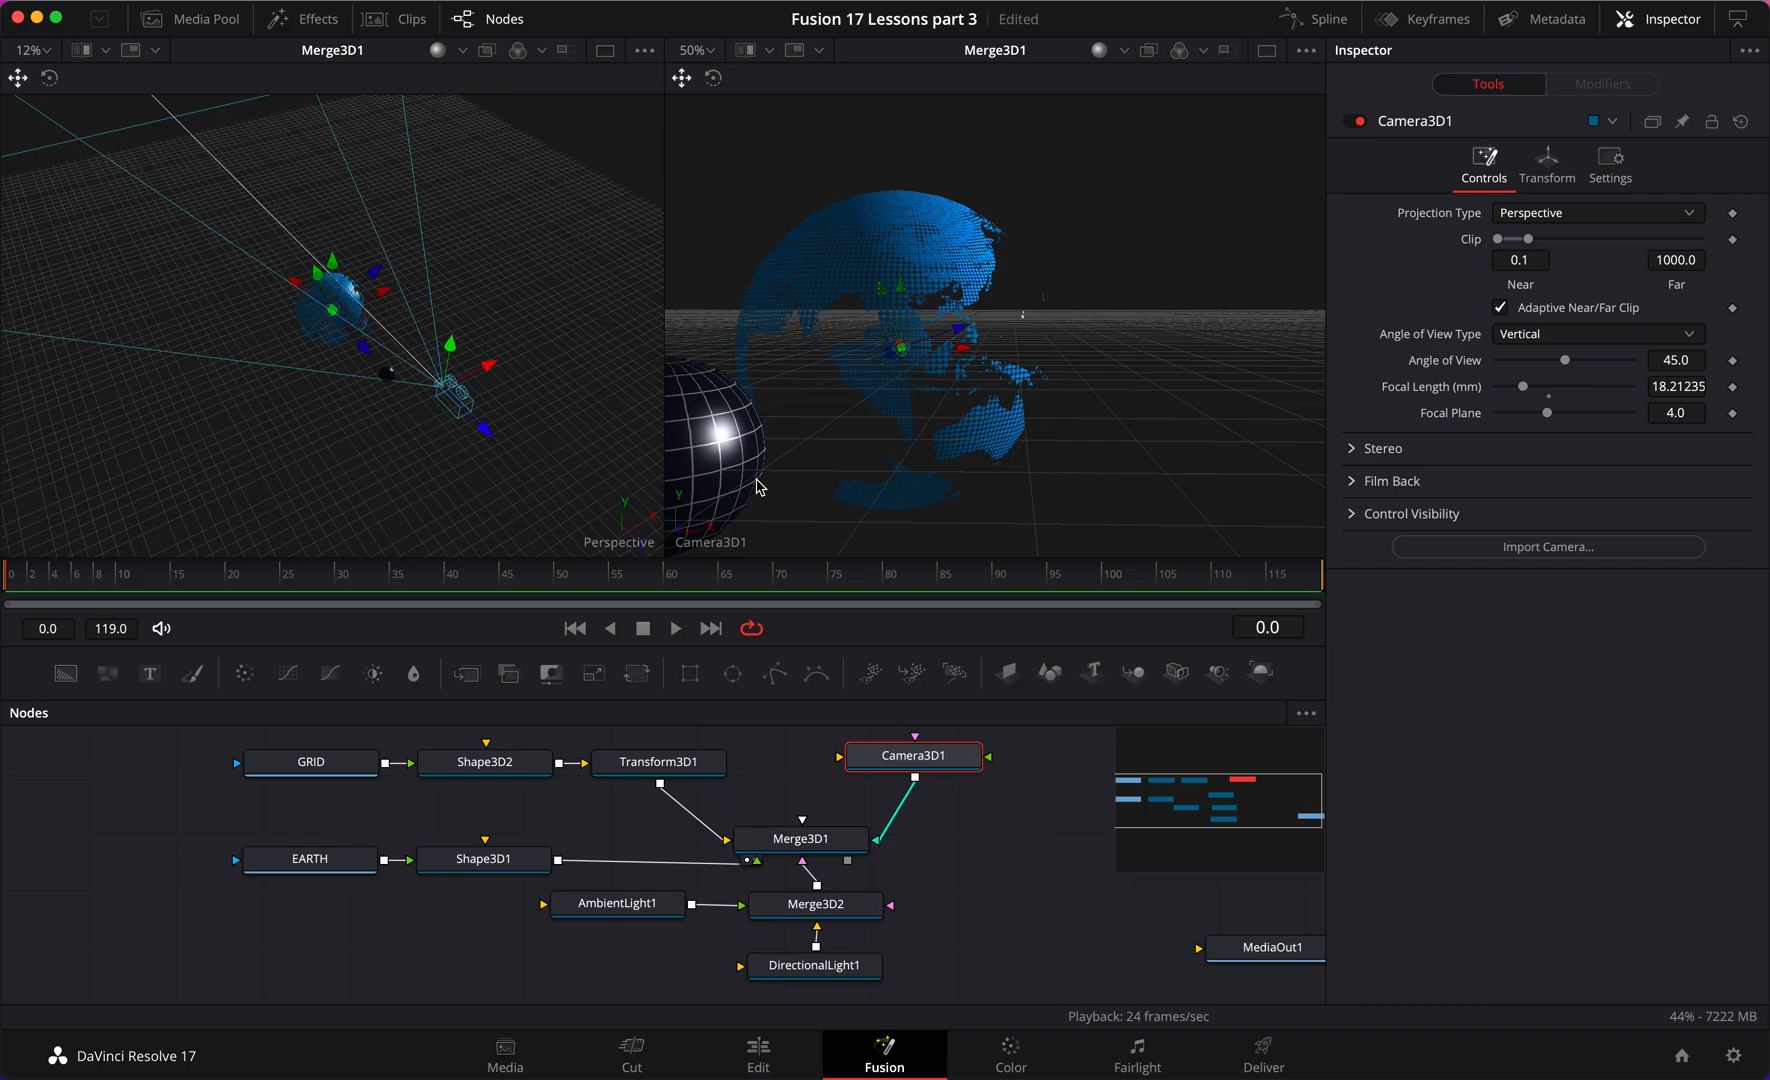 Media Pool
Effects
Clips
Nodes
Fusion 17 Lessons part 3
Edited
Spline
Keyframes
Metadata
Inspector
12%
Merge3D1
50%
Merge3D1
Inspector
Tools
Modifiers
Camera3D1
Controls
Transform
Settings
Projection Type
Perspective
Clip
0.1
1000.0
Near
Far
Adaptive Near/Far Clip
Angle of View Type
Vertical
Angle of View
45.0
Focal Length (mm)
18.21235
Focal Plane
4.0
Stereo
Film Back
Control Visibility
Import Camera...
Y
Perspective
Y
Camera3D1
0 2 4 6 8 10 15 20 25 30 35 40 45 50 55 60 65 70 75 80 85 90 95 100 105 110 115
0.0
119.0
0.0
T
T
Nodes
GRID
Shape3D2
Transform3D1
Camera3D1
Merge3D1
EARTH
Shape3D1
AmbientLight1
Merge3D2
MediaOut1
DirectionalLight1
Playback: 24 frames/sec
44% - 7222 MB
DaVinci Resolve 17
Media
Cut
Edit
Fusion
Color
Fairlight
Deliver